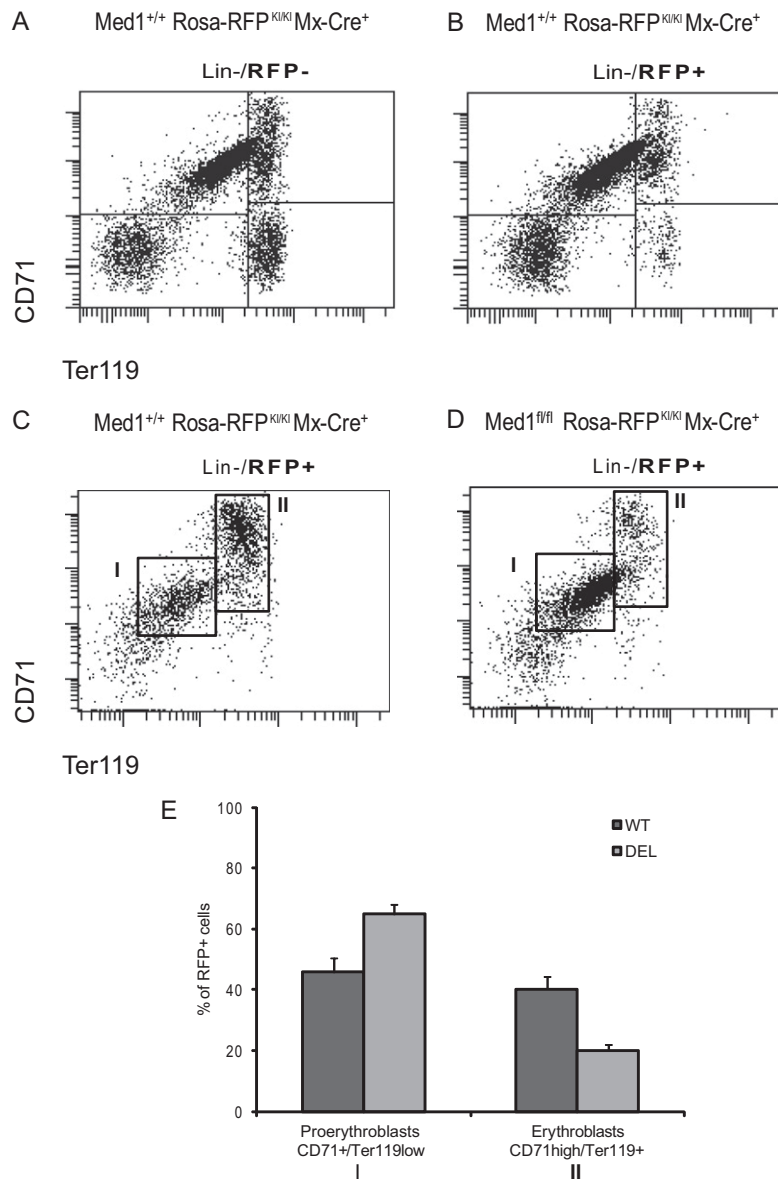 A
Med1+/+ Rosa-RFPKI/KI Mx-Cre+
B
Med1+/+ Rosa-RFPKI/KI Mx-Cre+
Lin-/RFP-
Lin-/RFP+
CD71
Ter119
C
Med1+/+ Rosa-RFPKI/KI Mx-Cre+
D
Med1fl/fl Rosa-RFPKI/KI Mx-Cre+
Lin-/RFP+
Lin-/RFP+
I
II
I
II
CD71
Ter119
E
100
80
60
40
20
0
% of RFP+ cells
WT
DEL
Proerythroblasts
CD71+/Ter119low
I
Erythroblasts
CD71high/Ter119+
II